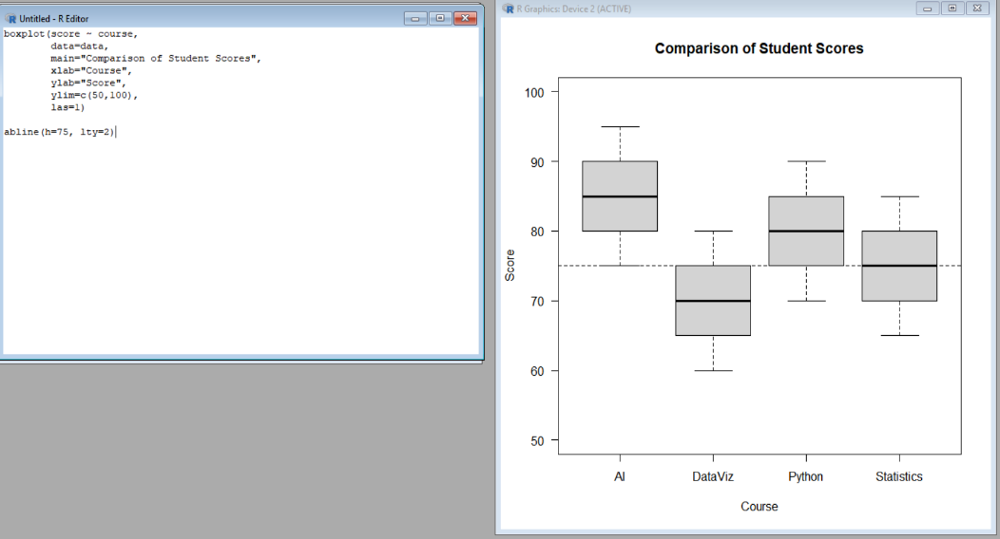 Untitled - R Editor
boxplot(score ~ course,
        data=data,
        main="Comparison of Student Scores",
        xlab="Course",
        ylab="Score",
        ylim=c(50,100),
        las=1)
abline(h=75, lty=2)
R Graphics: Device 2 (ACTIVE)
Comparison of Student Scores
100
90
80
70
60
50
Score
AI DataViz Python Statistics
Course